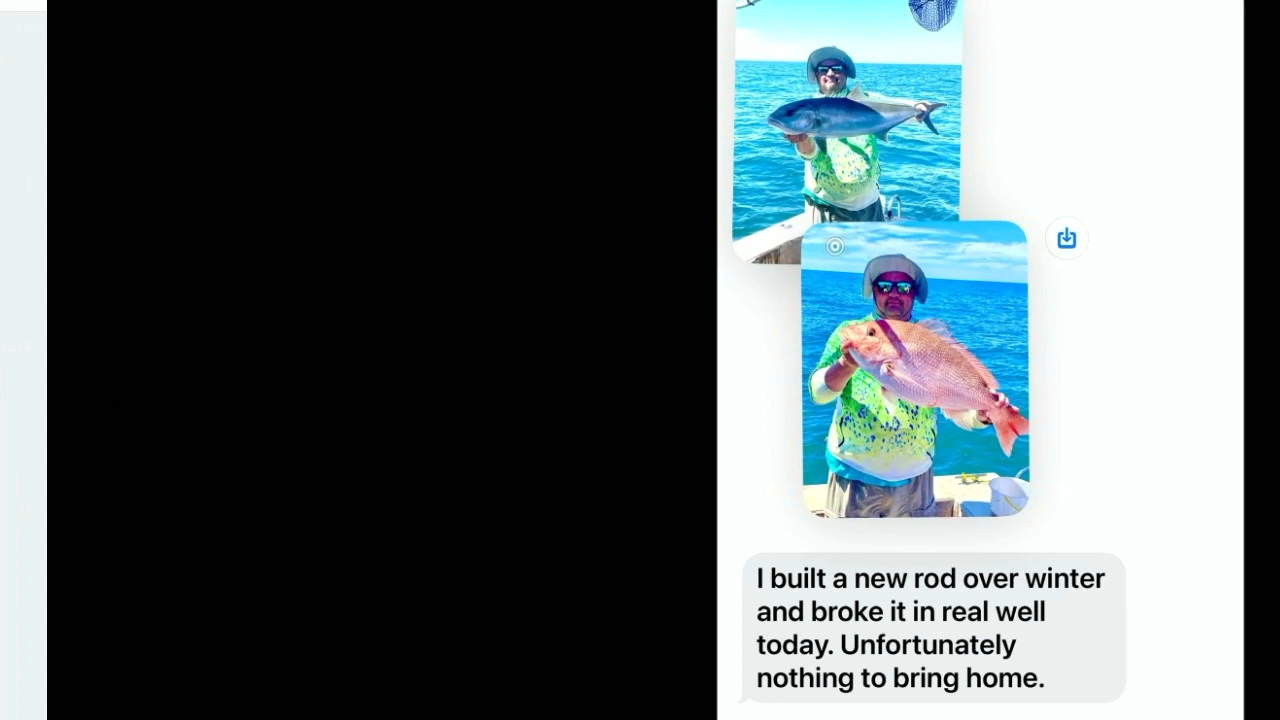 I built a new rod over winter
and broke it in real well
today. Unfortunately
nothing to bring home.